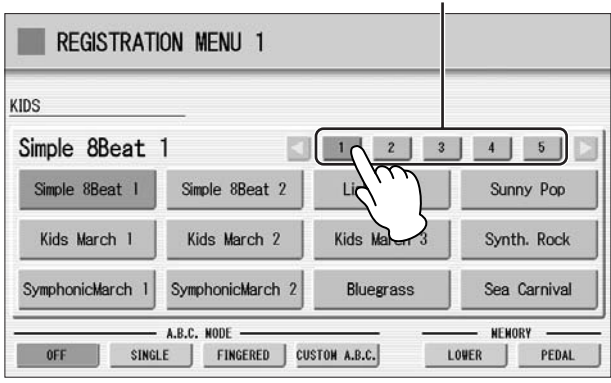 REGISTRATION MENU 1
KIDS
Simple 8Beat 1
1 2 3 4 5
Simple 8Beat 1 Simple 8Beat 2 Sunny Pop
Kids March 1 Kids March 2 Kids March 3 Synth. Rock
SymphonicMarch 1 SymphonicMarch 2 Bluegrass Sea Carnival
A.B.C. MODE MEMORY
OFF SINGLE FINGERED CUSTOM A.B.C. LOWER PEDAL